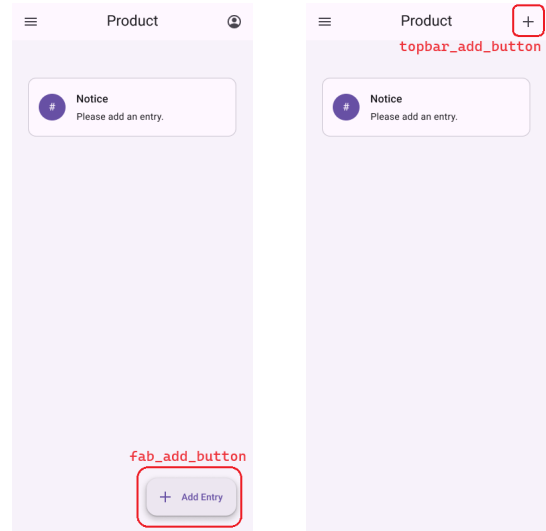 Product
#
Notice
Please add an entry.
fab_add_button
+ Add Entry
Product
+
topbar_add_button
#
Notice
Please add an entry.